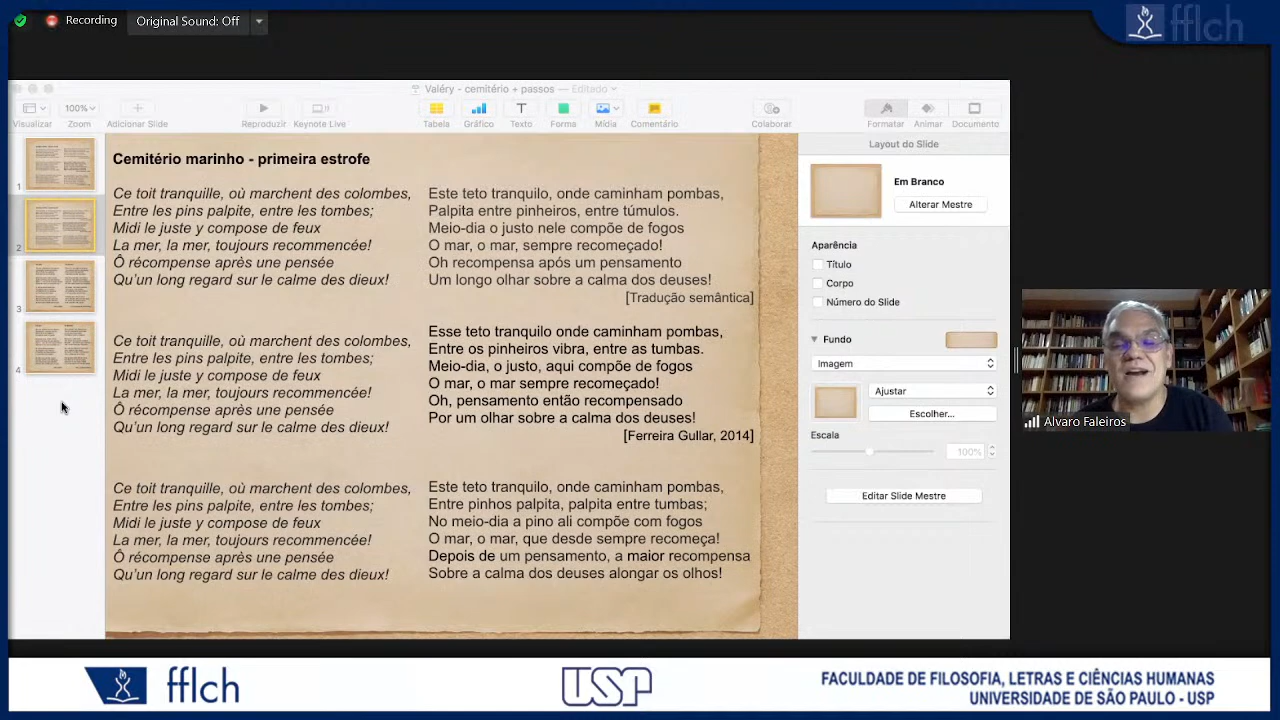 Recording
Original Sound: Off
fflch
Valéry - cemitério + passos — Editado
100%
Visualizar
Zoom
Adicionar Slide
Reproduzir
Keynote Live
Tabela
Gráfico
Texto
Forma
Mídia
Comentário
Colaborar
Formatar
Animar
Documento
1
2
3
4
Cemitério marinho - primeira estrofe
Ce toit tranquille, où marchent des colombes,
Entre les pins palpite, entre les tombes;
Midi le juste y compose de feux
La mer, la mer, toujours recommencée!
Ô récompense après une pensée
Qu'un long regard sur le calme des dieux!
Este teto tranquilo, onde caminham pombas,
Palpita entre pinheiros, entre túmulos.
Meio-dia o justo nele compõe de fogos
O mar, o mar, sempre recomeçado!
Oh recompensa após um pensamento
Um longo olhar sobre a calma dos deuses!
[Tradução semântica]
Ce toit tranquille, où marchent des colombes,
Entre les pins palpite, entre les tombes;
Midi le juste y compose de feux
La mer, la mer, toujours recommencée!
Ô récompense après une pensée
Qu'un long regard sur le calme des dieux!
Esse teto tranquilo onde caminham pombas,
Entre os pinheiros vibra, entre as tumbas.
Meio-dia, o justo, aqui compõe de fogos
O mar, o mar sempre recomeçado!
Oh, pensamento então recompensado
Por um olhar sobre a calma dos deuses!
[Ferreira Gullar, 2014]
Ce toit tranquille, où marchent des colombes,
Entre les pins palpite, entre les tombes;
Midi le juste y compose de feux
La mer, la mer, toujours recommencée!
Ô récompense après une pensée
Qu'un long regard sur le calme des dieux!
Este teto tranquilo, onde caminham pombas,
Entre pinhos palpita, palpita entre tumbas;
No meio-dia a pino ali compõe com fogos
O mar, o mar, que desde sempre recomeça!
Depois de um pensamento, a maior recompensa
Sobre a calma dos deuses alongar os olhos!
Layout do Slide
Em Branco
Alterar Mestre
Aparência
Título
Corpo
Número do Slide
Fundo
Imagem
Ajustar
Escolher...
Escala
100%
Editar Slide Mestre
Alvaro Faleiros
fflch
USP
FACULDADE DE FILOSOFIA, LETRAS E CIÊNCIAS HUMANAS
UNIVERSIDADE DE SÃO PAULO - USP